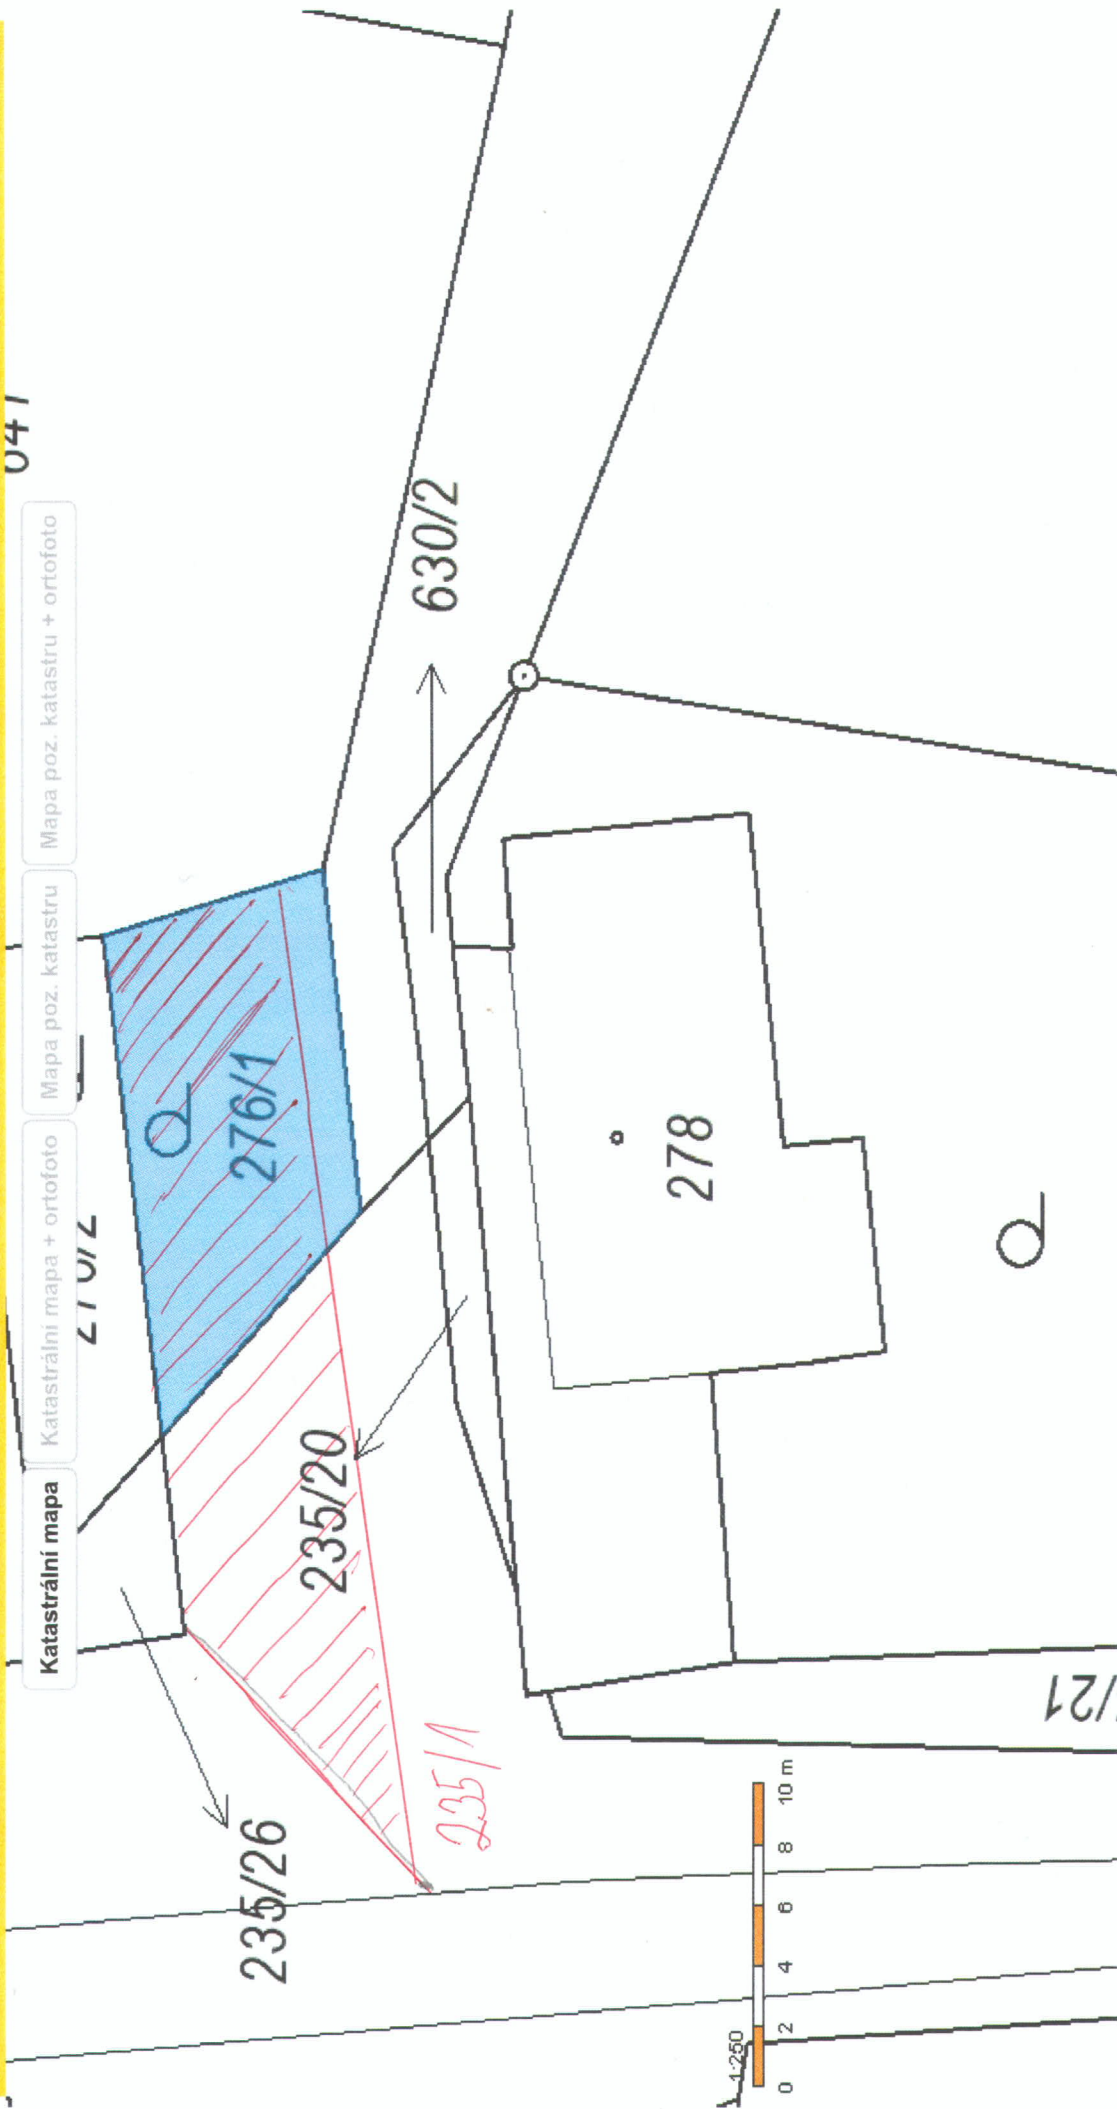 Katastrální mapa
Katastrální mapa + ortofoto
Mapa poz. katastru
Mapa poz. katastru + ortofoto
276/1
630/2
235/20
235/26
235/1
278
/21
1:250
0 2 4 6 8 10 m